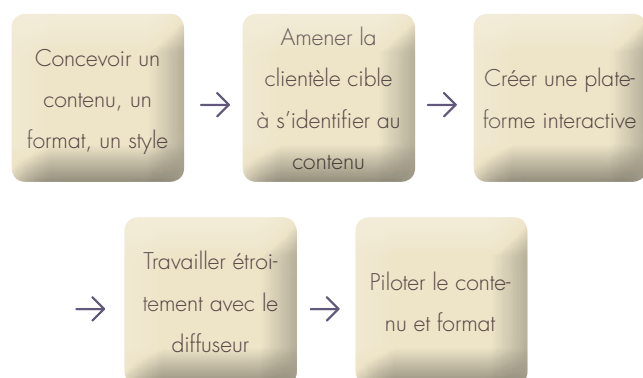 Concevoir un
contenu, un
format, un style
Amener la
clientèle cible
à s'identifier au
contenu
Créer une plate-
forme interactive
Travailler étroi-
tement avec le
diffuseur
Piloter le conte-
nu et format